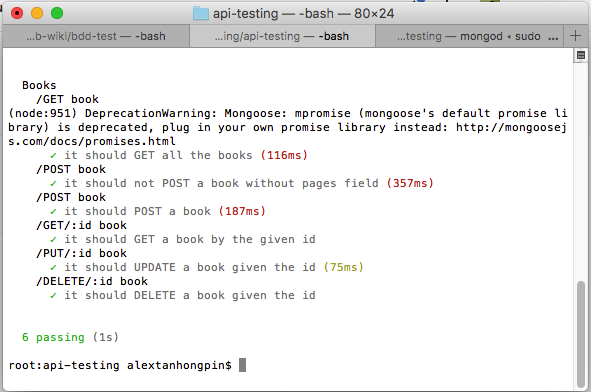 api-testing — -bash — 80×24
...b-wiki/bdd-test — -bash
...ing/api-testing — -bash
...testing — mongod • sudo ...
Books
/GET book
(node:951) DeprecationWarning: Mongoose: mpromise (mongoose's default promise li
brary) is deprecated, plug in your own promise library instead: http://mongoosej
s.com/docs/promises.html
✓ it should GET all the books (116ms)
/POST book
✓ it should not POST a book without pages field (357ms)
/POST book
✓ it should POST a book (187ms)
/GET/:id book
✓ it should GET a book by the given id
/PUT/:id book
✓ it should UPDATE a book given the id (75ms)
/DELETE/:id book
✓ it should DELETE a book given the id
6 passing (1s)
root:api-testing alextanhongpin$